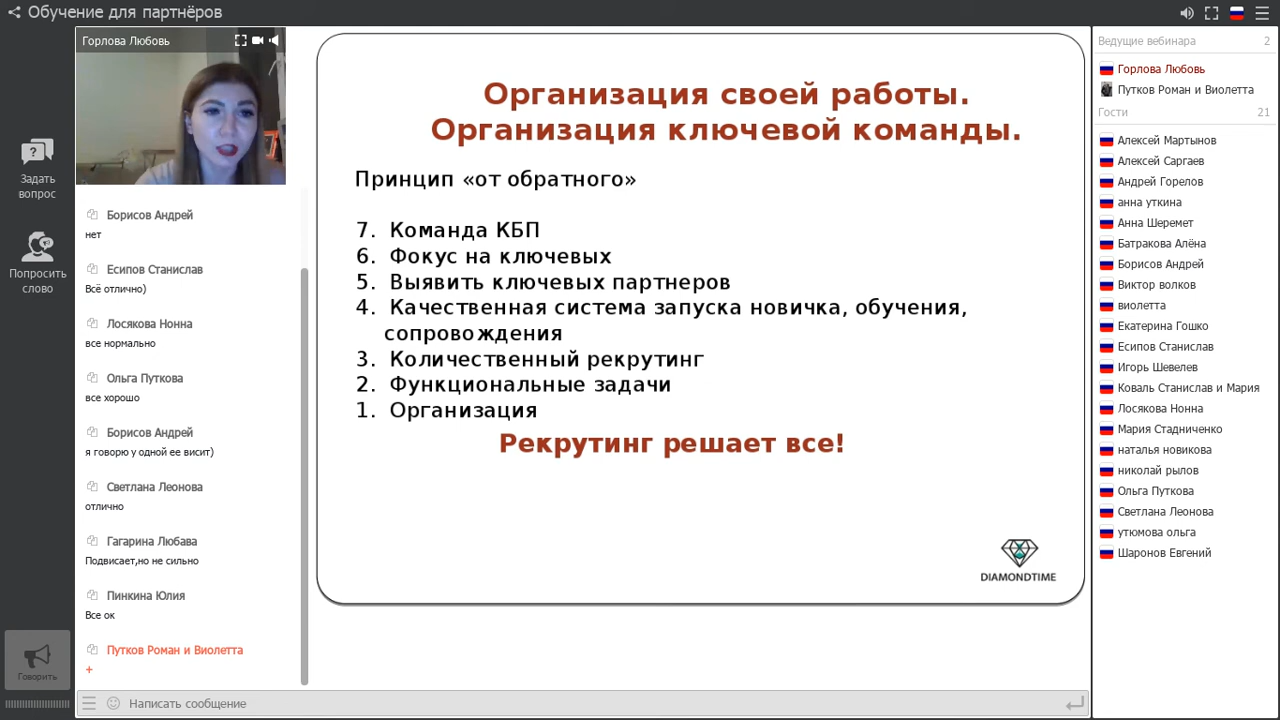 Обучение для партнёров
Горлова Любовь
Задать
вопрос
Попросить
слово
Говорить
Борисов Андрей
нет
Есипов Станислав
Всё отлично)
Лосякова Нонна
все нормально
Ольга Путкова
все хорошо
Борисов Андрей
я говорю у одной ее висит)
Светлана Леонова
отлично
Гагарина Любава
Подвисает,но не сильно
Пинкина Юлия
Все ок
Путков Роман и Виолетта
+
Написать сообщение
Организация своей работы.
Организация ключевой команды.
Принцип «от обратного»
7. Команда КБП
6. Фокус на ключевых
5. Выявить ключевых партнеров
4. Качественная система запуска новичка, обучения,
сопровождения
3. Количественный рекрутинг
2. Функциональные задачи
1. Организация
Рекрутинг решает все!
DIAMONDTIME
Ведущие вебинара 2
Горлова Любовь
Путков Роман и Виолетта
Гости 21
Алексей Мартынов
Алексей Саргаев
Андрей Горелов
анна уткина
Анна Шеремет
Батракова Алёна
Борисов Андрей
Виктор волков
виолетта
Екатерина Гошко
Есипов Станислав
Игорь Шевелев
Коваль Станислав и Мария
Лосякова Нонна
Мария Стадниченко
наталья новикова
николай рылов
Ольга Путкова
Светлана Леонова
утюмова ольга
Шаронов Евгений